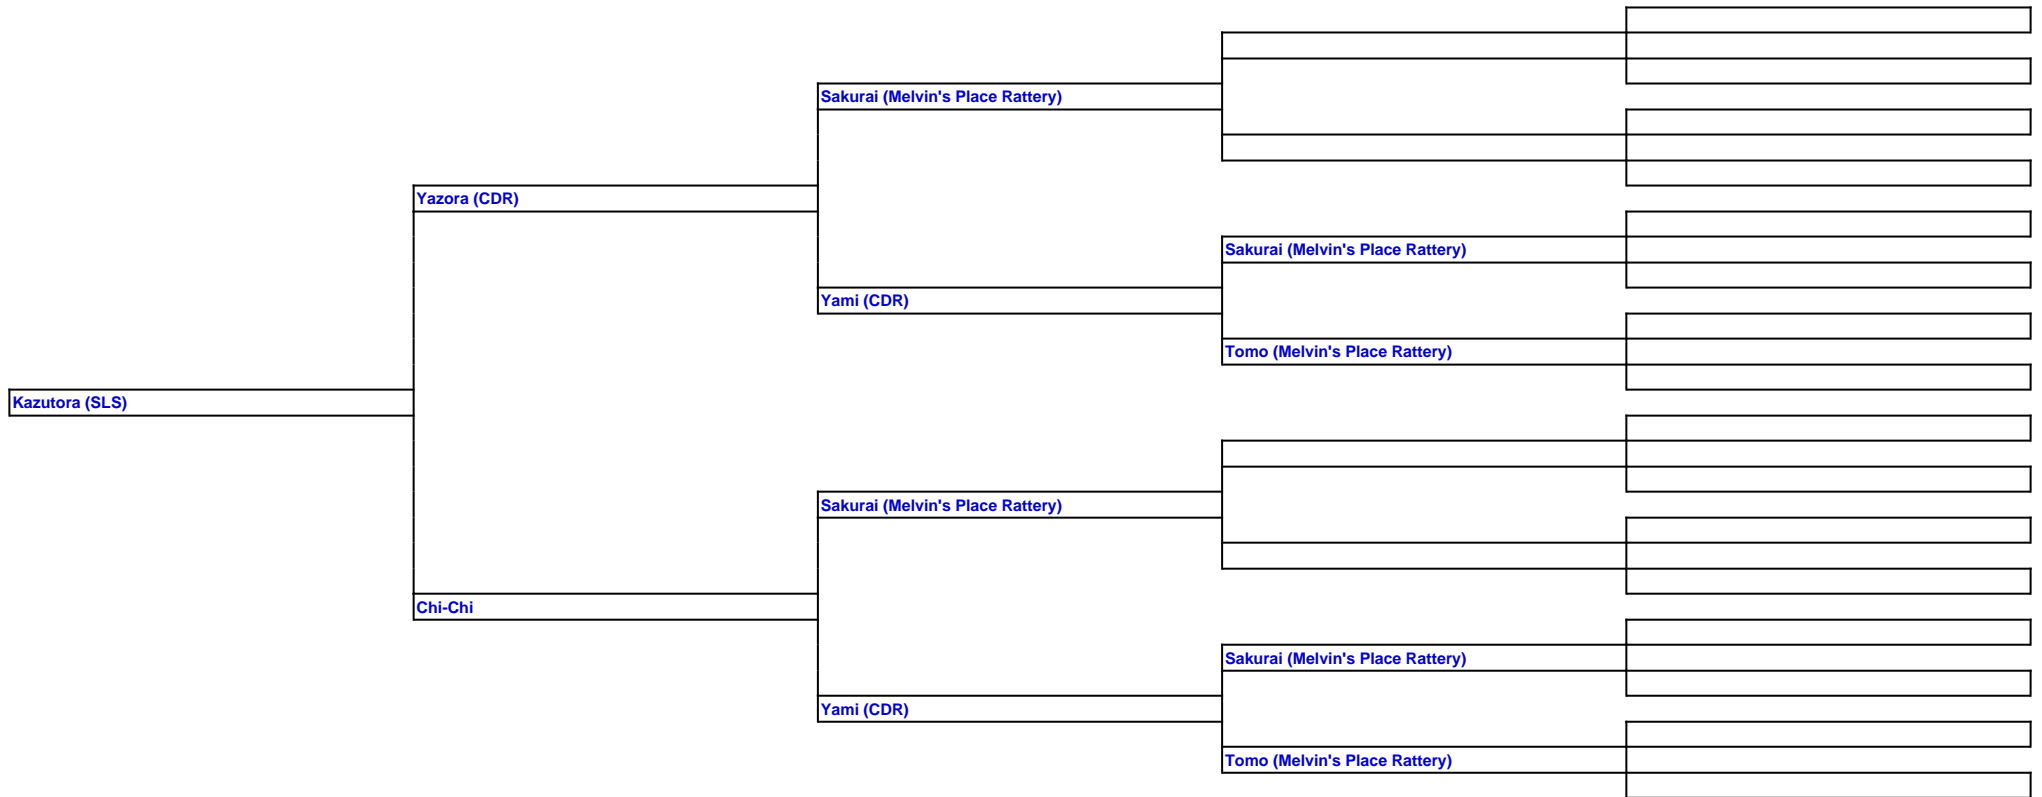 Sakurai (Melvin's Place Rattery)
Yazora (CDR)
Sakurai (Melvin's Place Rattery)
Yami (CDR)
Tomo (Melvin's Place Rattery)
Kazutora (SLS)
Sakurai (Melvin's Place Rattery)
Chi-Chi
Sakurai (Melvin's Place Rattery)
Yami (CDR)
Tomo (Melvin's Place Rattery)